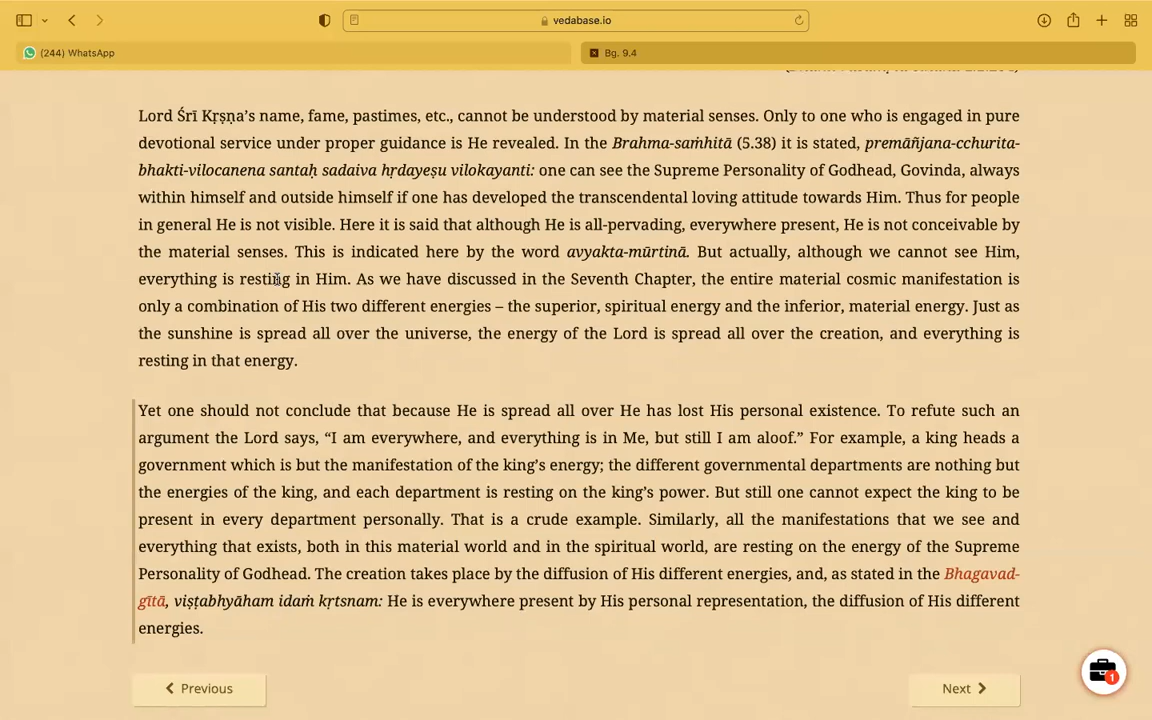 vedabase.io
(244) WhatsApp
Bg. 9.4
Lord Śrī Kṛṣṇa’s name, fame, pastimes, etc., cannot be understood by material senses. Only to one who is engaged in pure
devotional service under proper guidance is He revealed. In the Brahma-saṁhitā (5.38) it is stated, premāñjana-cchurita-
bhakti-vilocanena santaḥ sadaiva hṛdayeṣu vilokayanti: one can see the Supreme Personality of Godhead, Govinda, always
within himself and outside himself if one has developed the transcendental loving attitude towards Him. Thus for people
in general He is not visible. Here it is said that although He is all-pervading, everywhere present, He is not conceivable by
the material senses. This is indicated here by the word avyakta-mūrtinā. But actually, although we cannot see Him,
everything is resting in Him. As we have discussed in the Seventh Chapter, the entire material cosmic manifestation is
only a combination of His two different energies – the superior, spiritual energy and the inferior, material energy. Just as
the sunshine is spread all over the universe, the energy of the Lord is spread all over the creation, and everything is
resting in that energy.
Yet one should not conclude that because He is spread all over He has lost His personal existence. To refute such an
argument the Lord says, “I am everywhere, and everything is in Me, but still I am aloof.” For example, a king heads a
government which is but the manifestation of the king’s energy; the different governmental departments are nothing but
the energies of the king, and each department is resting on the king’s power. But still one cannot expect the king to be
present in every department personally. That is a crude example. Similarly, all the manifestations that we see and
everything that exists, both in this material world and in the spiritual world, are resting on the energy of the Supreme
Personality of Godhead. The creation takes place by the diffusion of His different energies, and, as stated in the Bhagavad-
gītā, viṣṭabhyāham idaṁ kṛtsnam: He is everywhere present by His personal representation, the diffusion of His different
energies.
Previous
Next
1